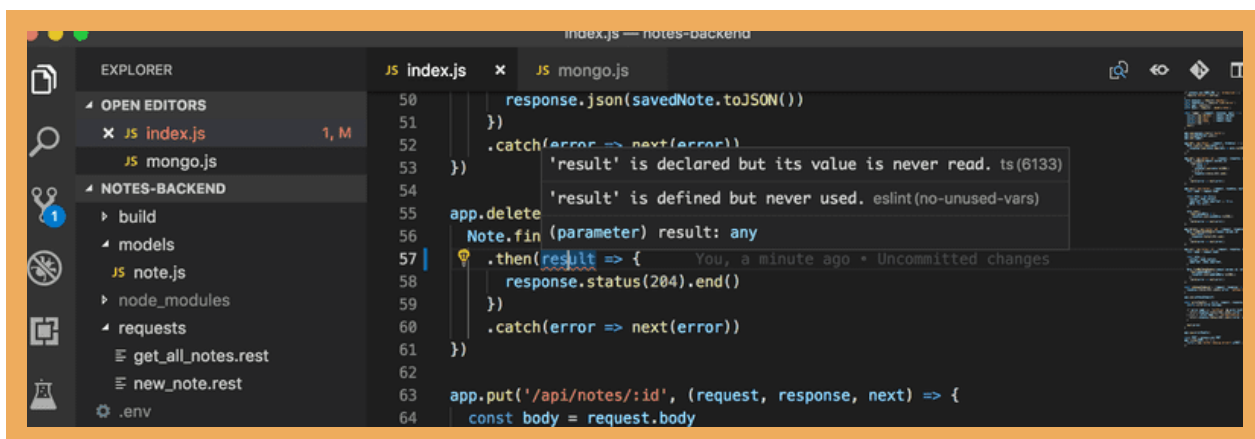 index.js — notes-backend
EXPLORER
OPEN EDITORS
JS index.js 1, M
JS mongo.js
NOTES-BACKEND
build
models
JS note.js
node_modules
requests
get_all_notes.rest
new_note.rest
.env
1
JS index.js
JS mongo.js
50 response.json(savedNote.toJSON())
51 })
52 .catch(error => next(error))
53 })
54
55 app.delete
56 Note.fin
57 .then(result => { You, a minute ago • Uncommitted changes
58 response.status(204).end()
59 })
60 .catch(error => next(error))
61 })
62
63 app.put('/api/notes/:id', (request, response, next) => {
64 const body = request.body
'result' is declared but its value is never read. ts(6133)
'result' is defined but never used. eslint(no-unused-vars)
(parameter) result: any